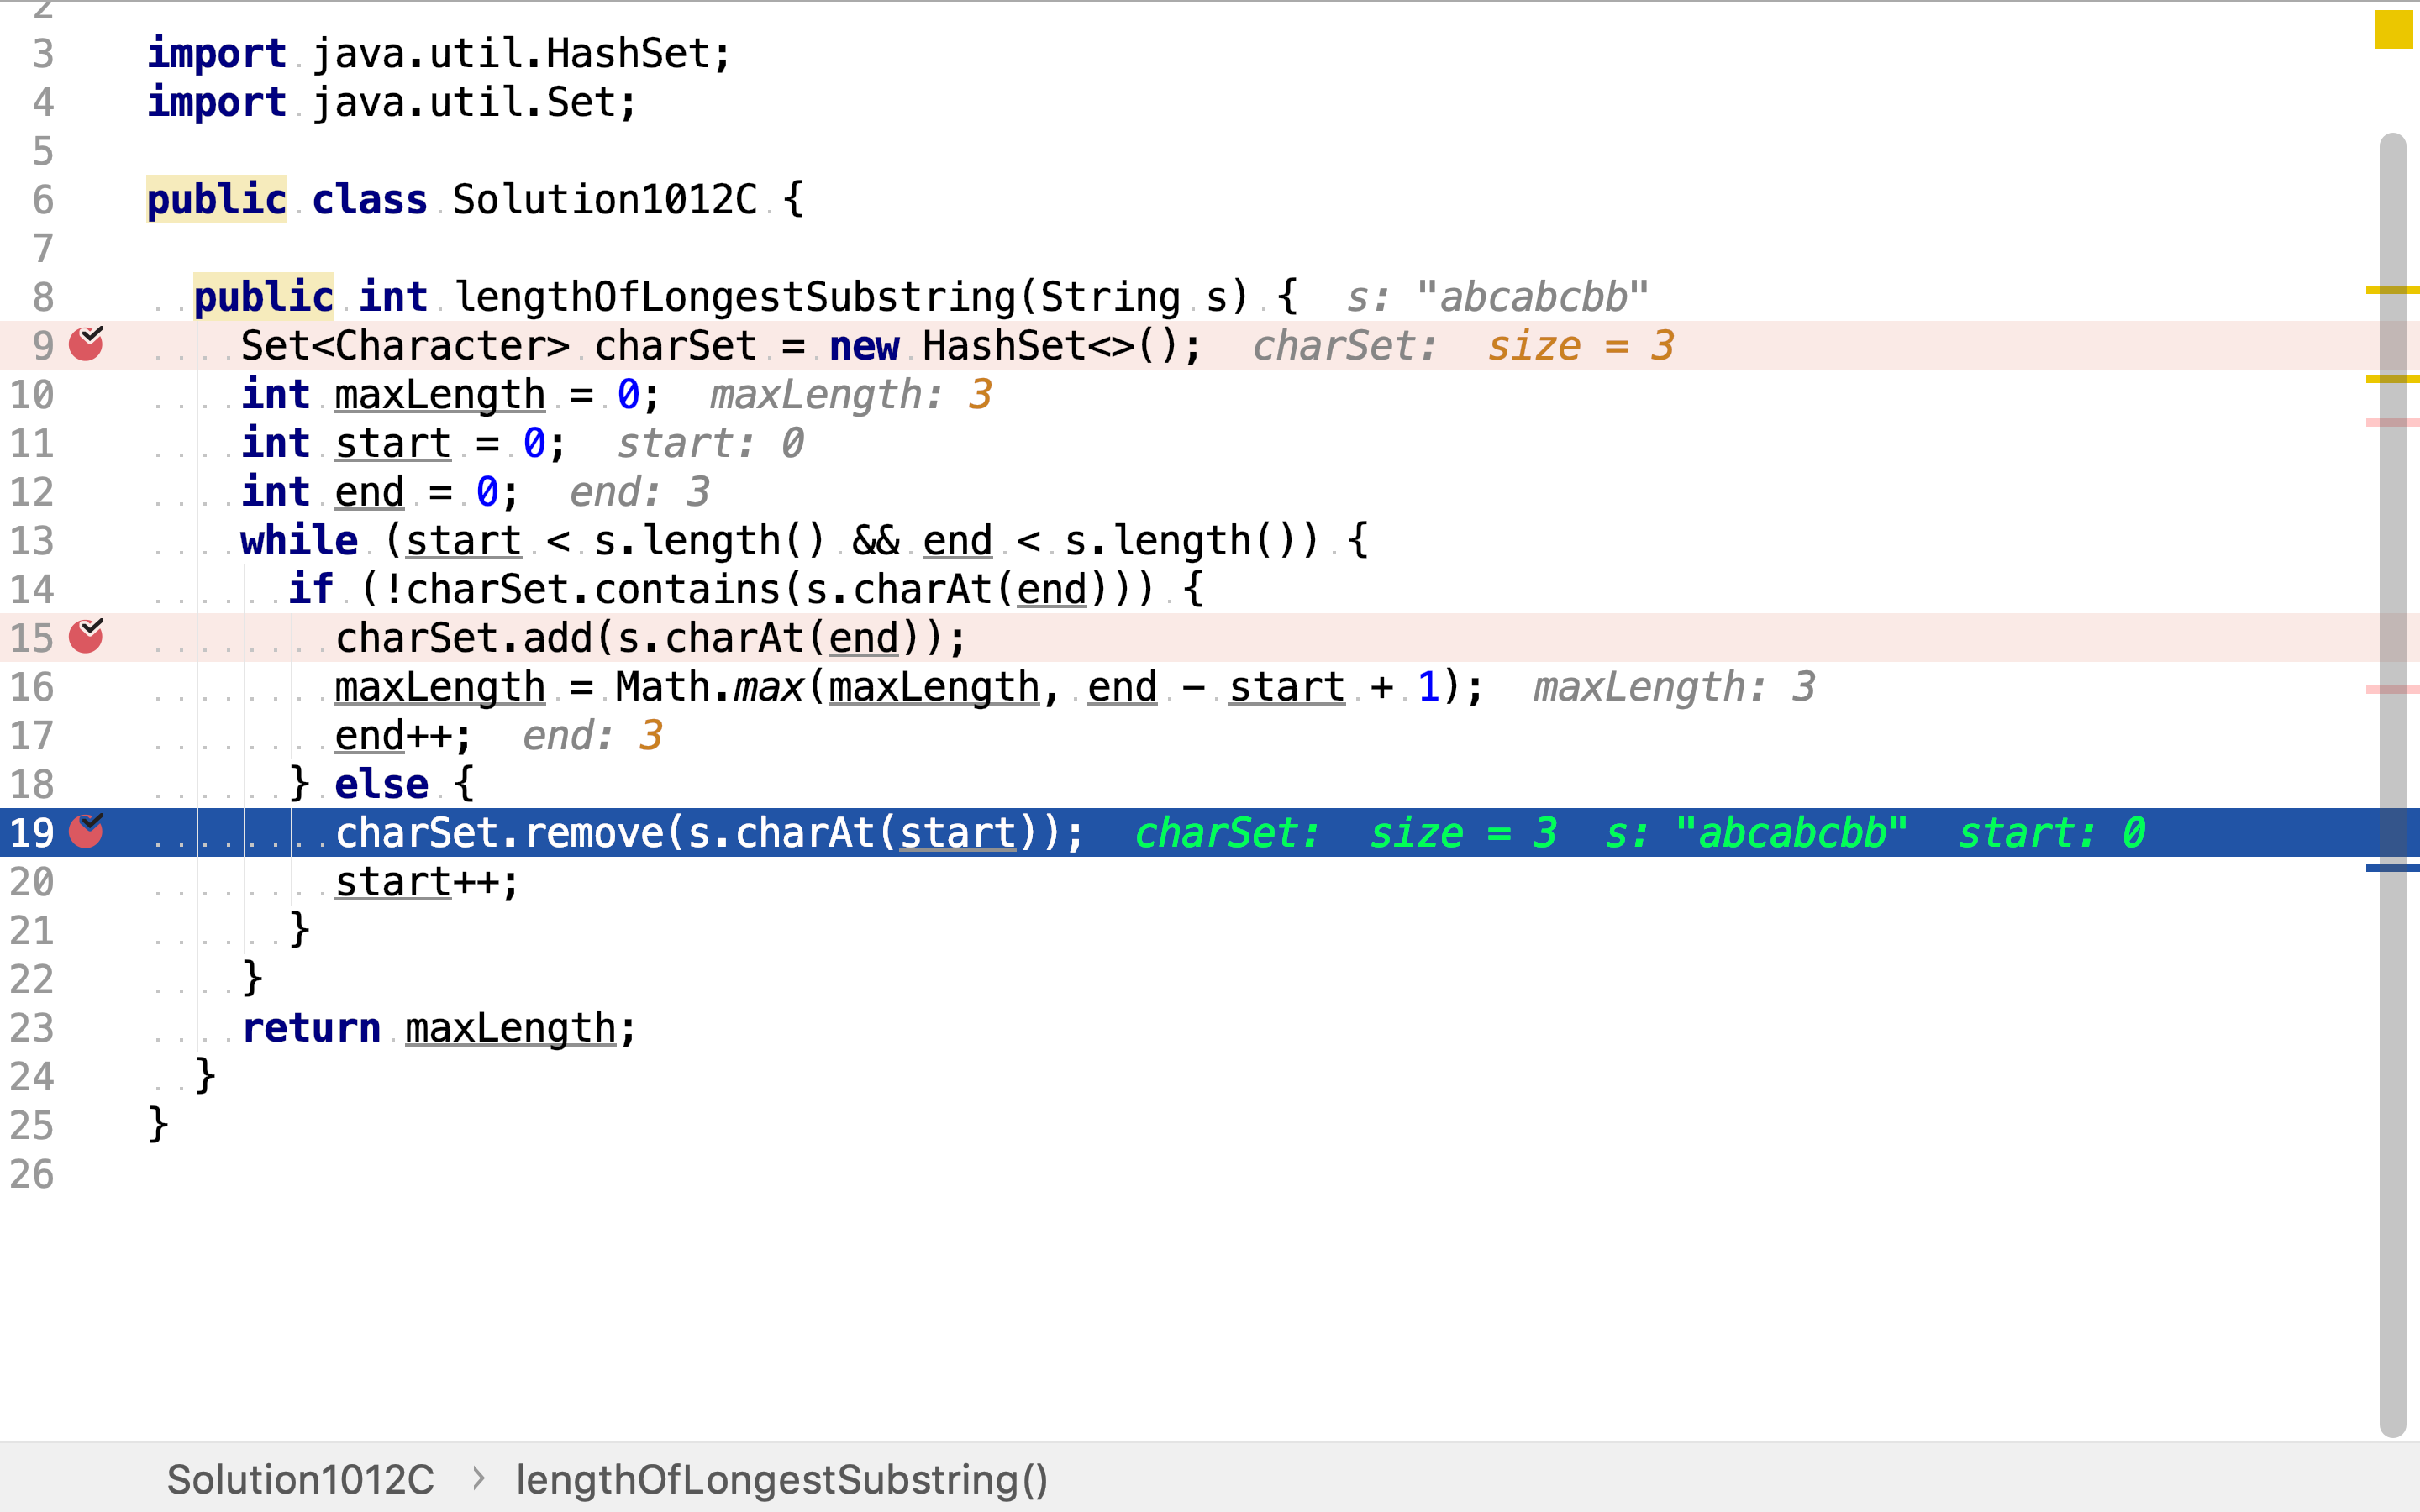 2
3 import java.util.HashSet;
4 import java.util.Set;
5
6 public class Solution1012C {
7
8 public int lengthOfLongestSubstring(String s) { s: "abcabcbb"
9 Set<Character> charSet = new HashSet<>(); charSet: size = 3
10 int maxLength = 0; maxLength: 3
11 int start = 0; start: 0
12 int end = 0; end: 3
13 while (start < s.length() && end < s.length()) {
14 if (!charSet.contains(s.charAt(end))) {
15 charSet.add(s.charAt(end));
16 maxLength = Math.max(maxLength, end - start + 1); maxLength: 3
17 end++; end: 3
18 } else {
19 charSet.remove(s.charAt(start)); charSet: size = 3 s: "abcabcbb" start: 0
20 start++;
21 }
22 }
23 return maxLength;
24 }
25 }
26
Solution1012C > lengthOfLongestSubstring()